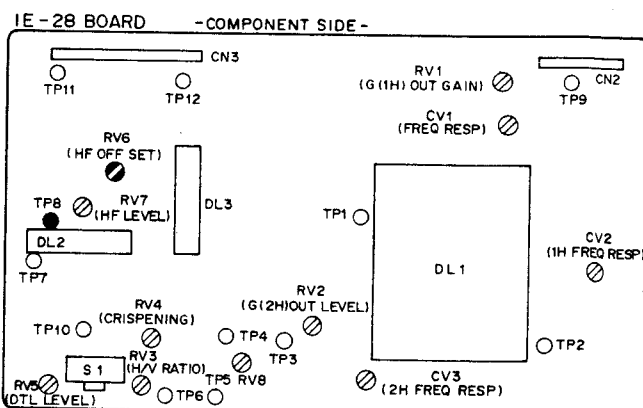 IE-28 BOARD -COMPONENT SIDE-
CN3
TP11
TP12
RV1
(G(1H) OUT GAIN)
CN2
TP9
CV1
(FREQ RESP)
RV6
(HF OFF SET)
RV7
(HF LEVEL)
TP8
DL3
DL2
TP7
TP1
DL1
CV2
(1H FREQ RESP)
RV2
(G(2H)OUT LEVEL)
RV4
(CRISPENING)
TP10
TP4
TP3
TP2
S1
RV3
(H/V RATIO)
RV5
(DTL LEVEL)
TP6
TP5
RV8
CV3
(2H FREQ RESP)